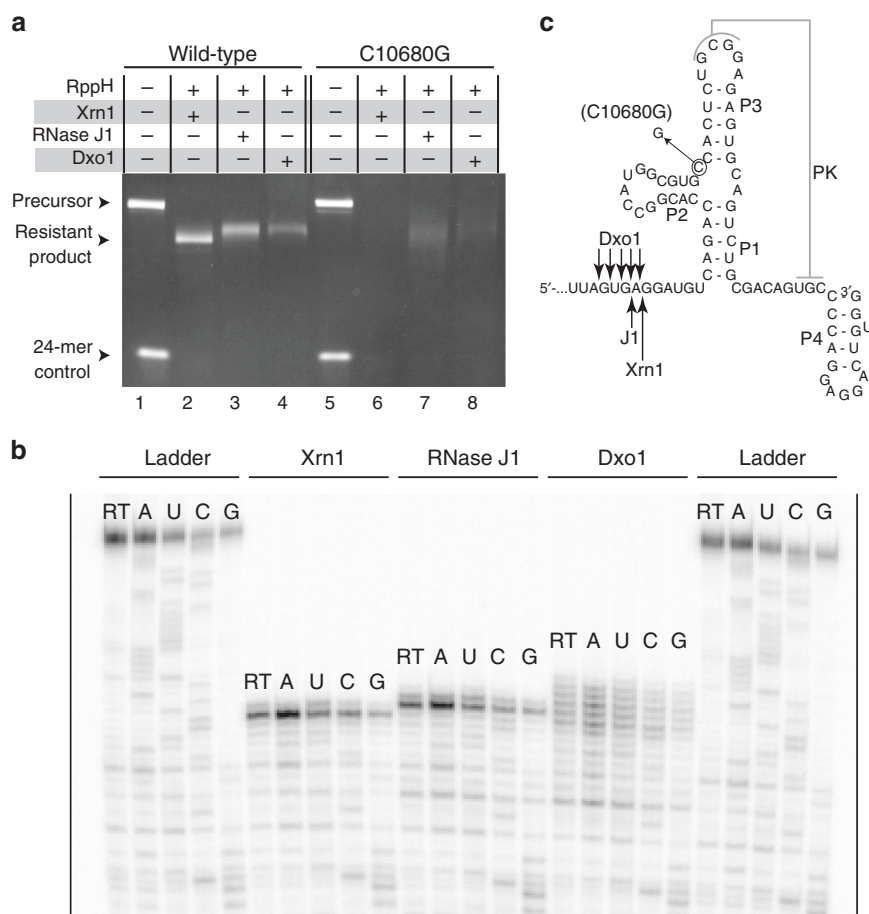 a
Wild-type C10680G
RppH − + + + − + + +
Xrn1 − + − − − + − −
RNase J1 − − + − − − + −
Dxo1 − − − + − − − +
Precursor
Resistant
product
24-mer
control
1 2 3 4 5 6 7 8
c
(C10680G)
G
C
P3
PK
P2
P1
Dxo1
5′-...UUAGUGAGGAUGU
CGACAGUGC
3′
P4
J1
Xrn1
b
Ladder Xrn1 RNase J1 Dxo1 Ladder
RT A U C G
RT A U C G
RT A U C G
RT A U C G
RT A U C G